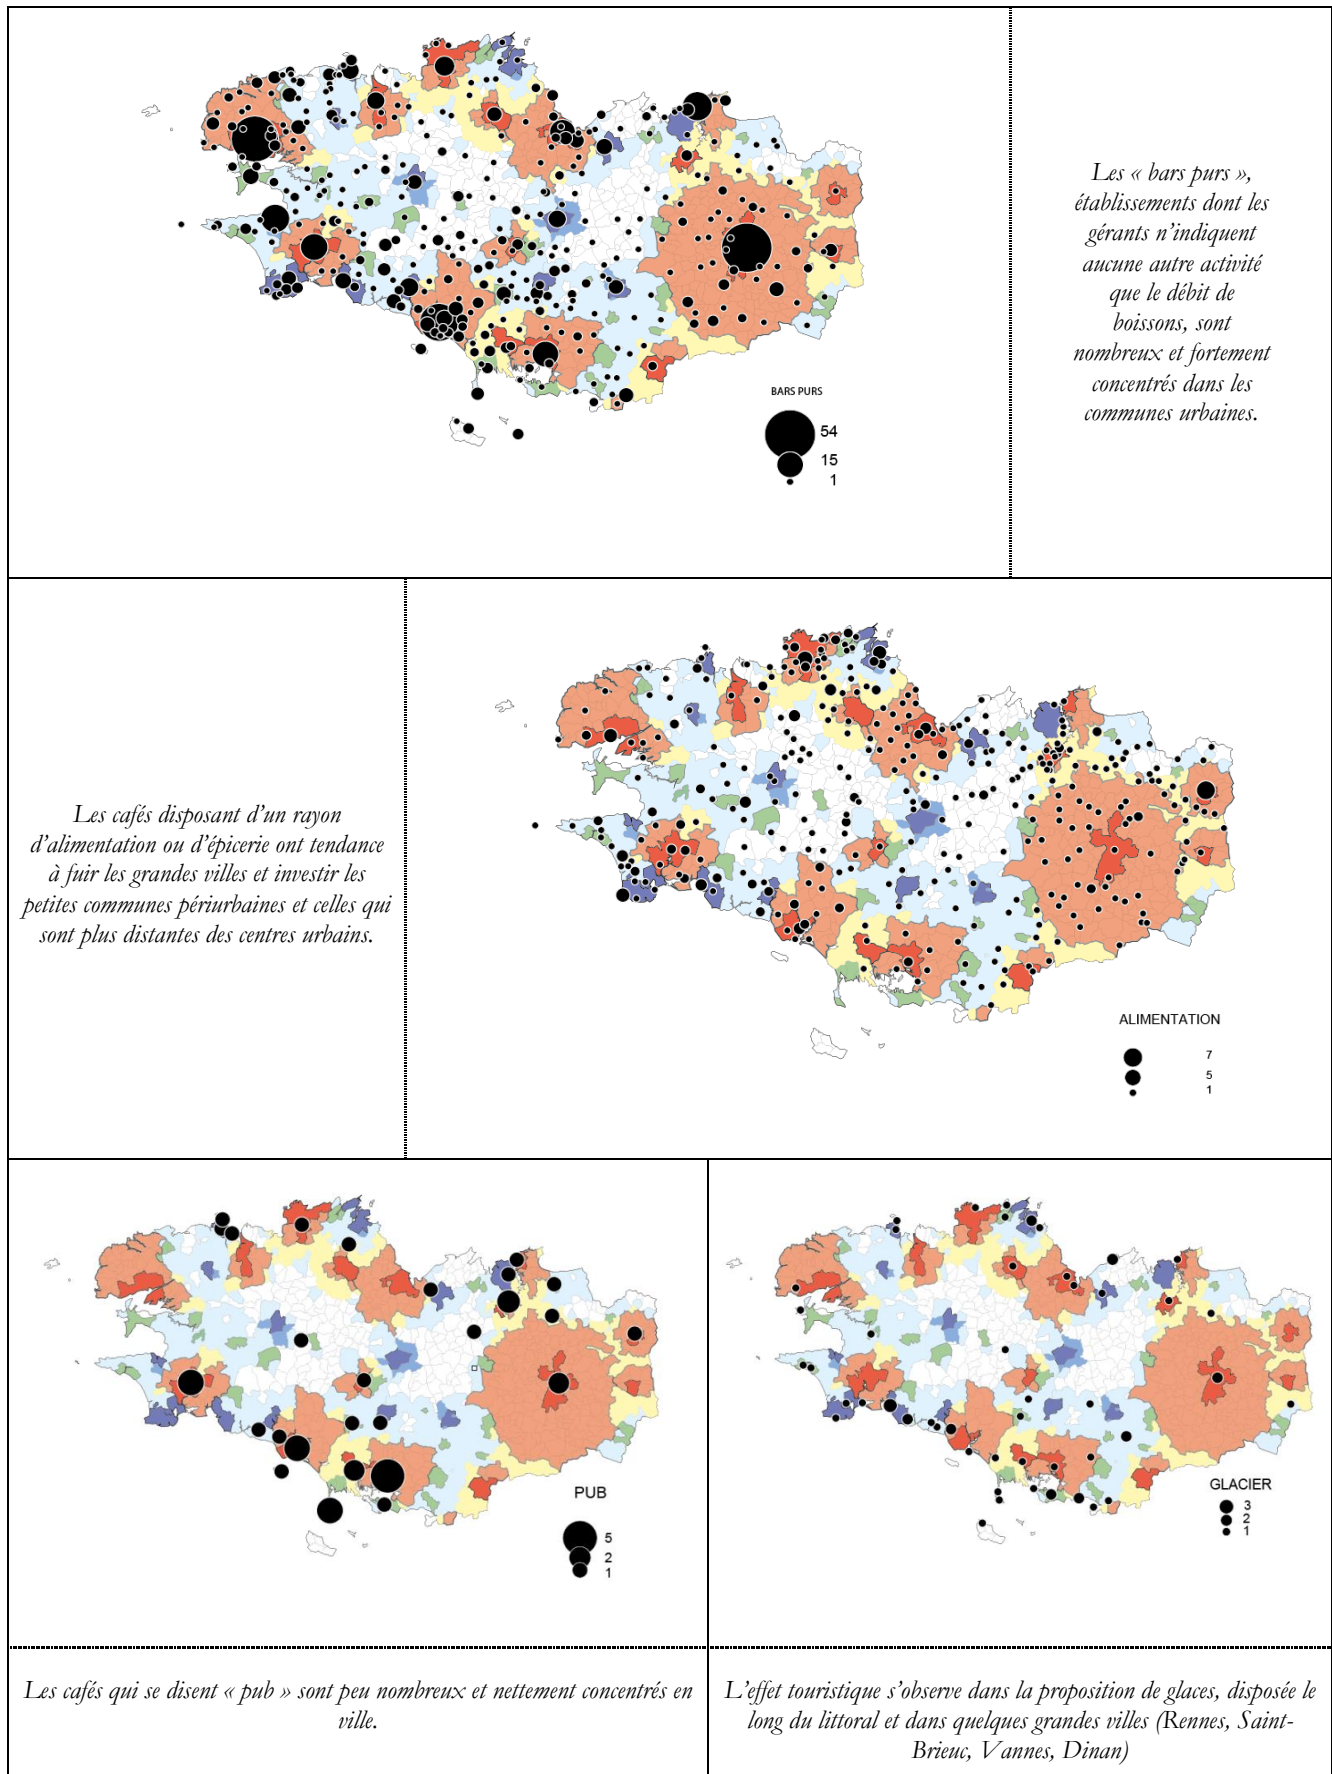 Les « bars purs »,
établissements dont les
gérants n'indiquent
aucune autre activité
que le débit de
boissons, sont
nombreux et fortement
concentrés dans les
communes urbaines.
BARS PURS
54
15
1
Les cafés disposant d'un rayon
d'alimentation ou d'épicerie ont tendance
à fuir les grandes villes et investir les
petites communes périurbaines et celles qui
sont plus distantes des centres urbains.
ALIMENTATION
7
5
1
PUB
5
2
1
GLACIER
3
2
1
Les cafés qui se disent « pub » sont peu nombreux et nettement concentrés en
ville.
L'effet touristique s'observe dans la proposition de glaces, disposée le
long du littoral et dans quelques grandes villes (Rennes, Saint-
Brieuc, Vannes, Dinan)